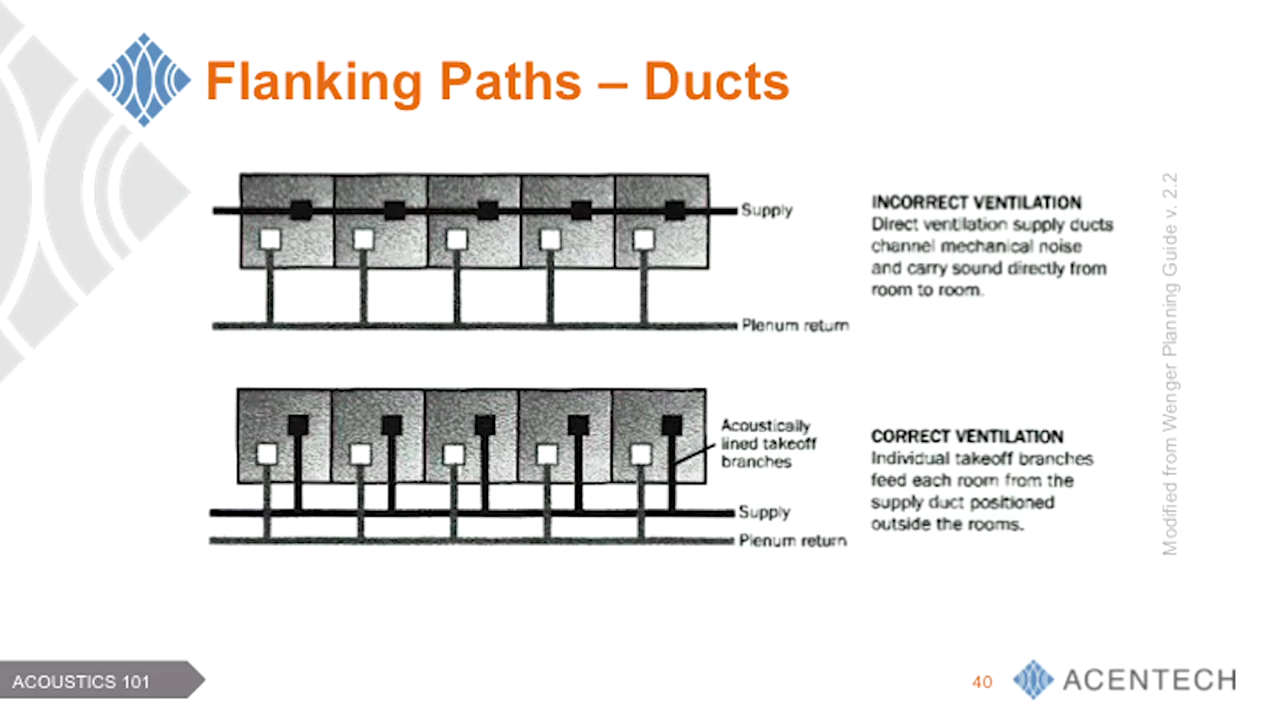 Flanking Paths – Ducts
Supply
Plenum return
INCORRECT VENTILATION
Direct ventilation supply ducts
channel mechanical noise
and carry sound directly from
room to room.
Acoustically
lined takeoff
branches
Supply
Plenum return
CORRECT VENTILATION
Individual takeoff branches
feed each room from the
supply duct positioned
outside the rooms.
Modified from Wenger Planning Guide v. 2.2
ACOUSTICS 101
40
ACENTECH